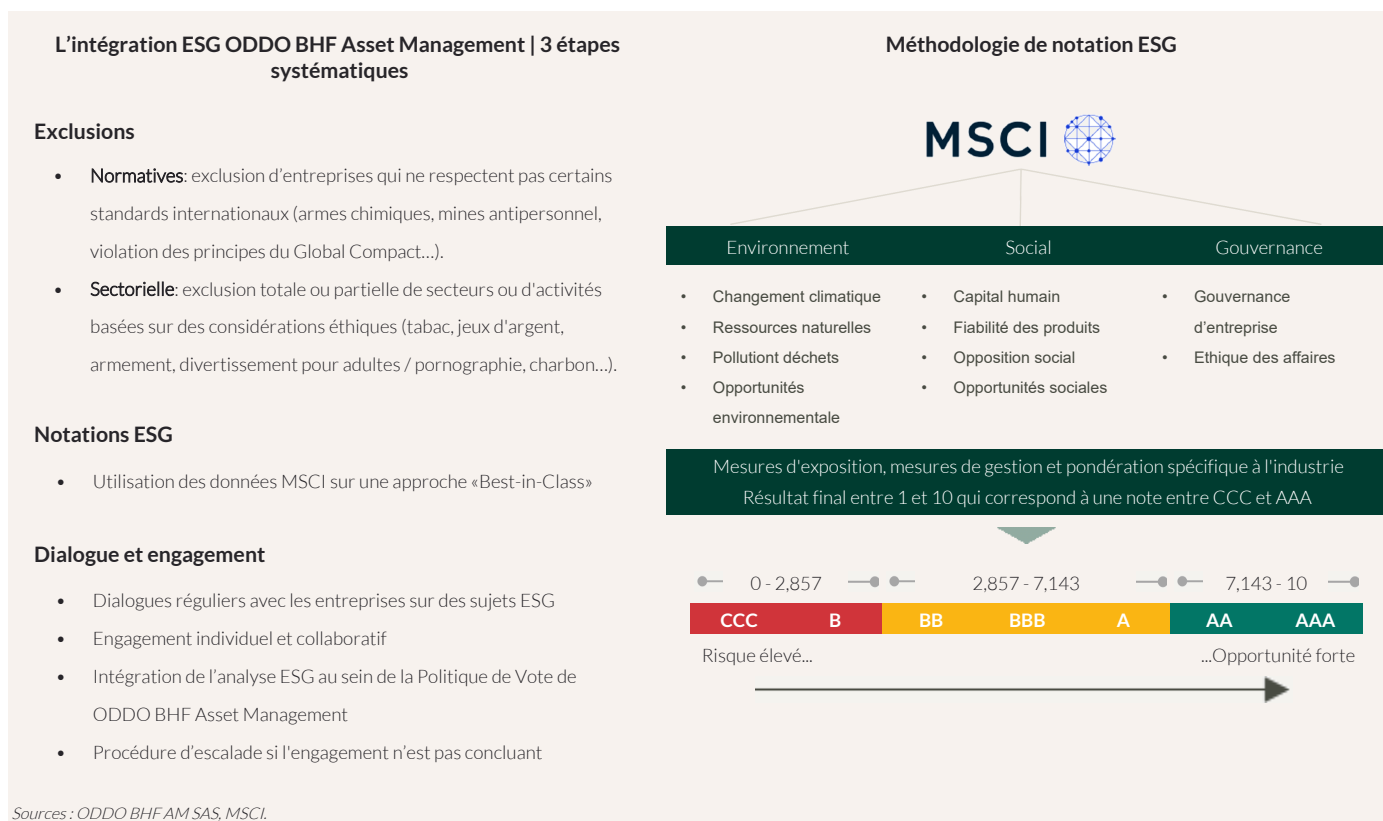 L'intégration ESG ODDO BHF Asset Management | 3 étapes
systématiques
Exclusions
• Normatives: exclusion d'entreprises qui ne respectent pas certains
standards internationaux (armes chimiques, mines antipersonnel,
violation des principes du Global Compact…).
• Sectorielle: exclusion totale ou partielle de secteurs ou d'activités
basées sur des considérations éthiques (tabac, jeux d'argent,
armement, divertissement pour adultes / pornographie, charbon…).
Notations ESG
• Utilisation des données MSCI sur une approche «Best-in-Class»
Dialogue et engagement
• Dialogues réguliers avec les entreprises sur des sujets ESG
• Engagement individuel et collaboratif
• Intégration de l'analyse ESG au sein de la Politique de Vote de
ODDO BHF Asset Management
• Procédure d'escalade si l'engagement n'est pas concluant
Méthodologie de notation ESG
MSCI
Environnement
• Changement climatique
• Ressources naturelles
• Pollutiont déchets
• Opportunités
environnementale
Social
• Capital humain
• Fiabilité des produits
• Opposition social
• Opportunités sociales
Gouvernance
• Gouvernance
d'entreprise
• Ethique des affaires
Mesures d'exposition, mesures de gestion et pondération spécifique à l'industrie
Résultat final entre 1 et 10 qui correspond à une note entre CCC et AAA
0 - 2,857 2,857 - 7,143 7,143 - 10
CCC B BB BBB A AA AAA
Risque élevé... ...Opportunité forte
Sources : ODDO BHF AM SAS, MSCI.